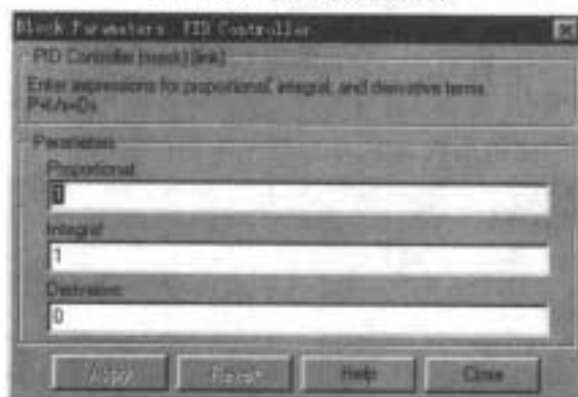 Block Parameters: PID Controller
PID Controller (mask) (link)
Enter expressions for proportional, integral, and derivative terms.
P+I/s+Ds
Parameters
Proportional:
1
Integral:
1
Derivative:
0
Apply Revert Help Close